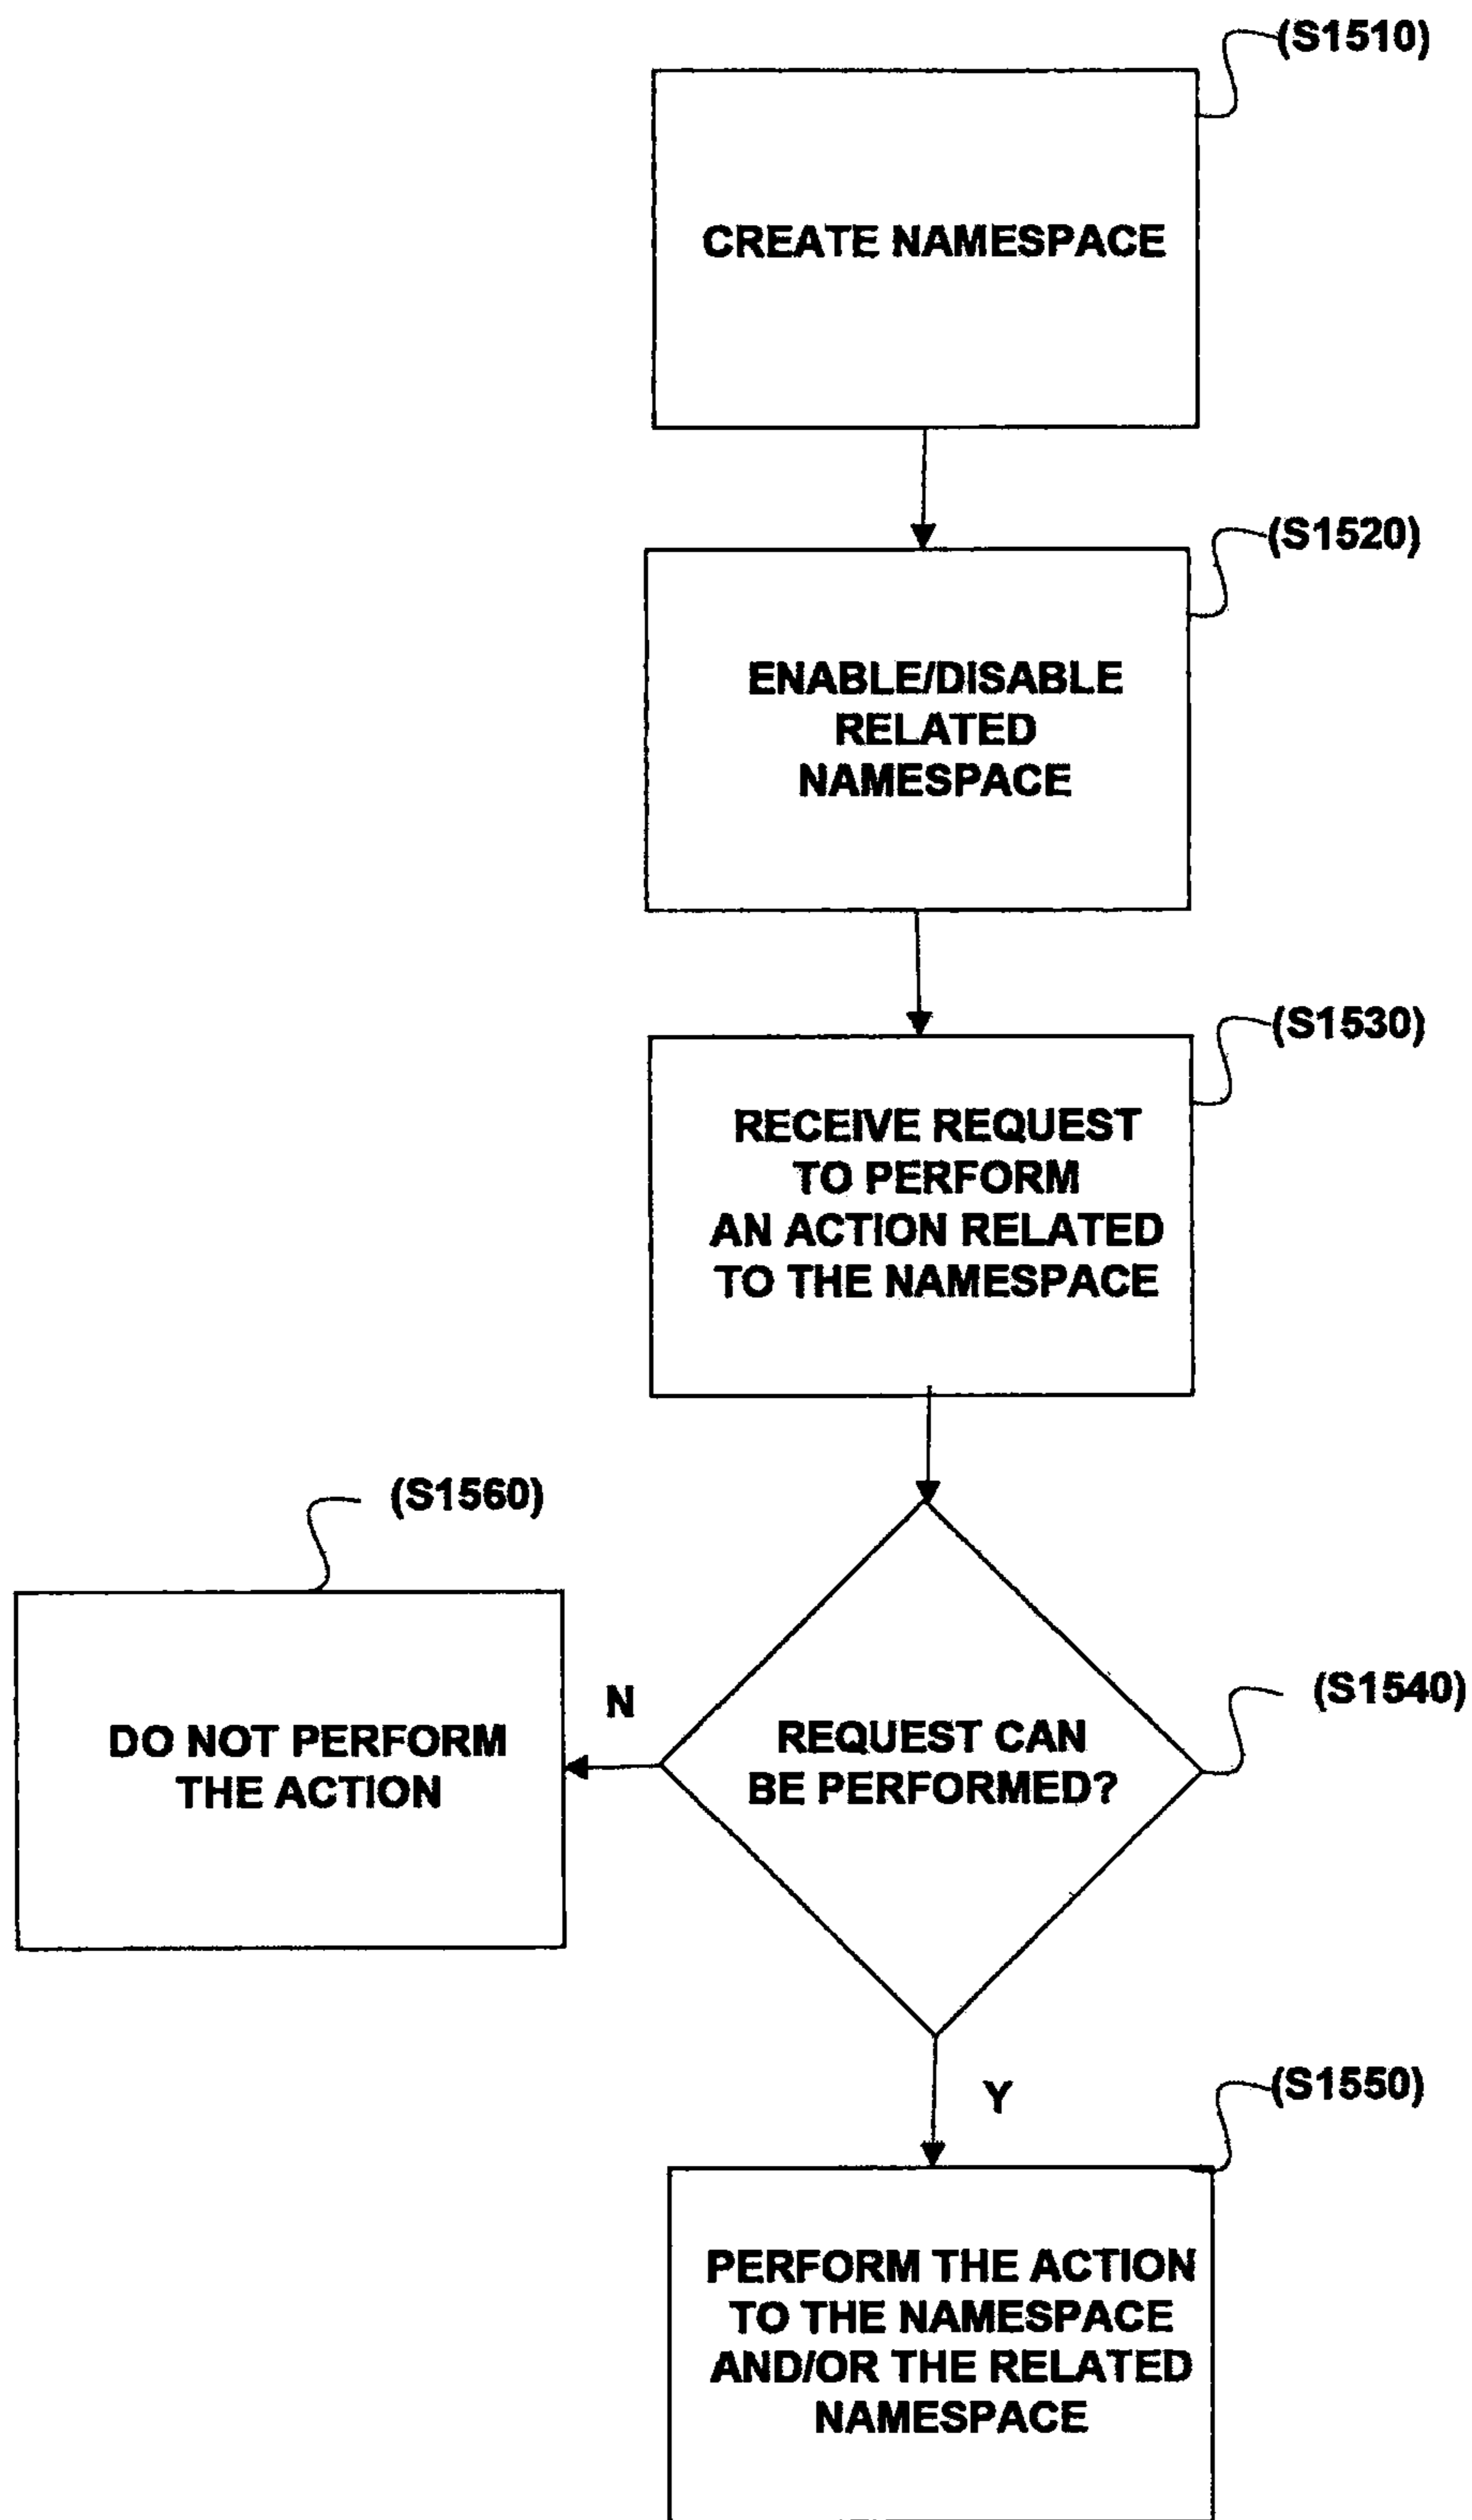 (S1510)
CREATE NAMESPACE
(S1520)
ENABLE/DISABLE
RELATED
NAMESPACE
(S1530)
RECEIVE REQUEST
TO PERFORM
AN ACTION RELATED
TO THE NAMESPACE
(S1560)
DO NOT PERFORM
THE ACTION
N
(S1540)
REQUEST CAN
BE PERFORMED?
Y
(S1550)
PERFORM THE ACTION
TO THE NAMESPACE
AND/OR THE RELATED
NAMESPACE